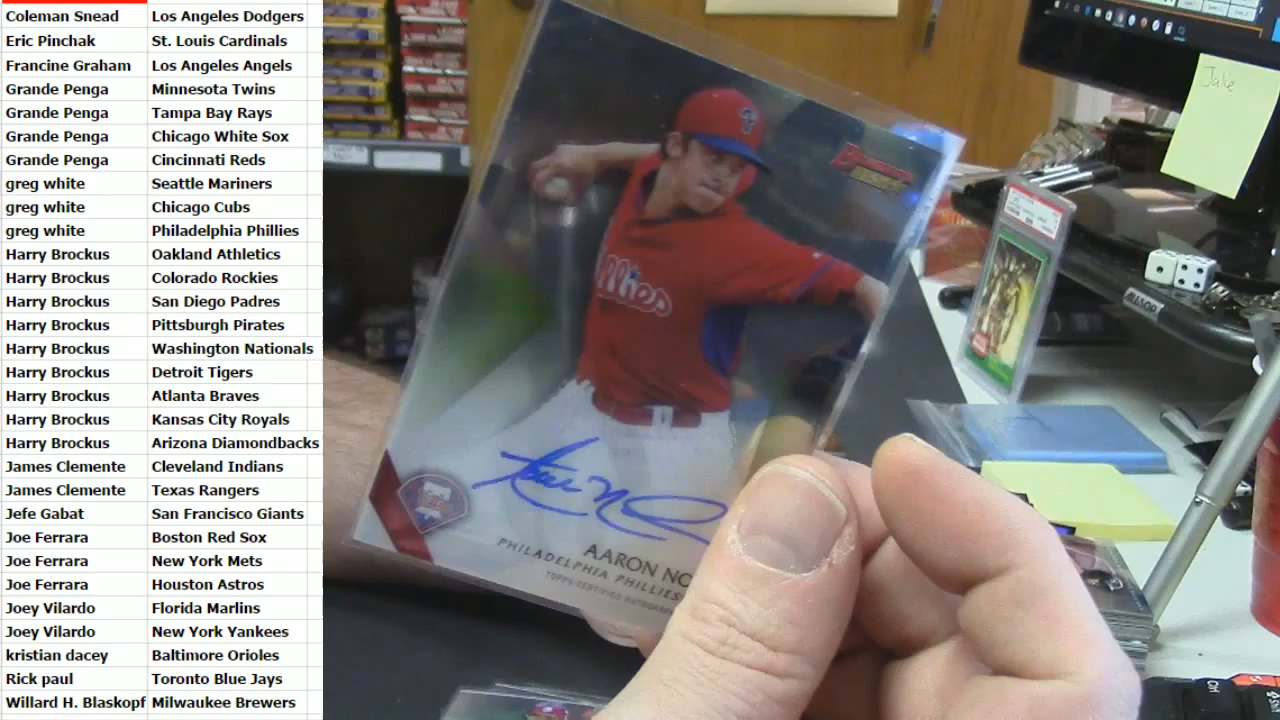 Coleman Snead Los Angeles Dodgers
Eric Pinchak St. Louis Cardinals
Francine Graham Los Angeles Angels
Grande Penga Minnesota Twins
Grande Penga Tampa Bay Rays
Grande Penga Chicago White Sox
Grande Penga Cincinnati Reds
greg white Seattle Mariners
greg white Chicago Cubs
greg white Philadelphia Phillies
Harry Brockus Oakland Athletics
Harry Brockus Colorado Rockies
Harry Brockus San Diego Padres
Harry Brockus Pittsburgh Pirates
Harry Brockus Washington Nationals
Harry Brockus Detroit Tigers
Harry Brockus Atlanta Braves
Harry Brockus Kansas City Royals
Harry Brockus Arizona Diamondbacks
James Clemente Cleveland Indians
James Clemente Texas Rangers
Jefe Gabat San Francisco Giants
Joe Ferrara Boston Red Sox
Joe Ferrara New York Mets
Joe Ferrara Houston Astros
Joey Vilardo Florida Marlins
Joey Vilardo New York Yankees
kristian dacey Baltimore Orioles
Rick paul Toronto Blue Jays
Willard H. Blaskopf Milwaukee Brewers
P
Bowman's
BEST
Phillies
AARON NO
PHILADELPHIA PHILLIES
TOPPS CERTIFIED AUTOGRAPH
Jake
ALLSOP
Ctrl